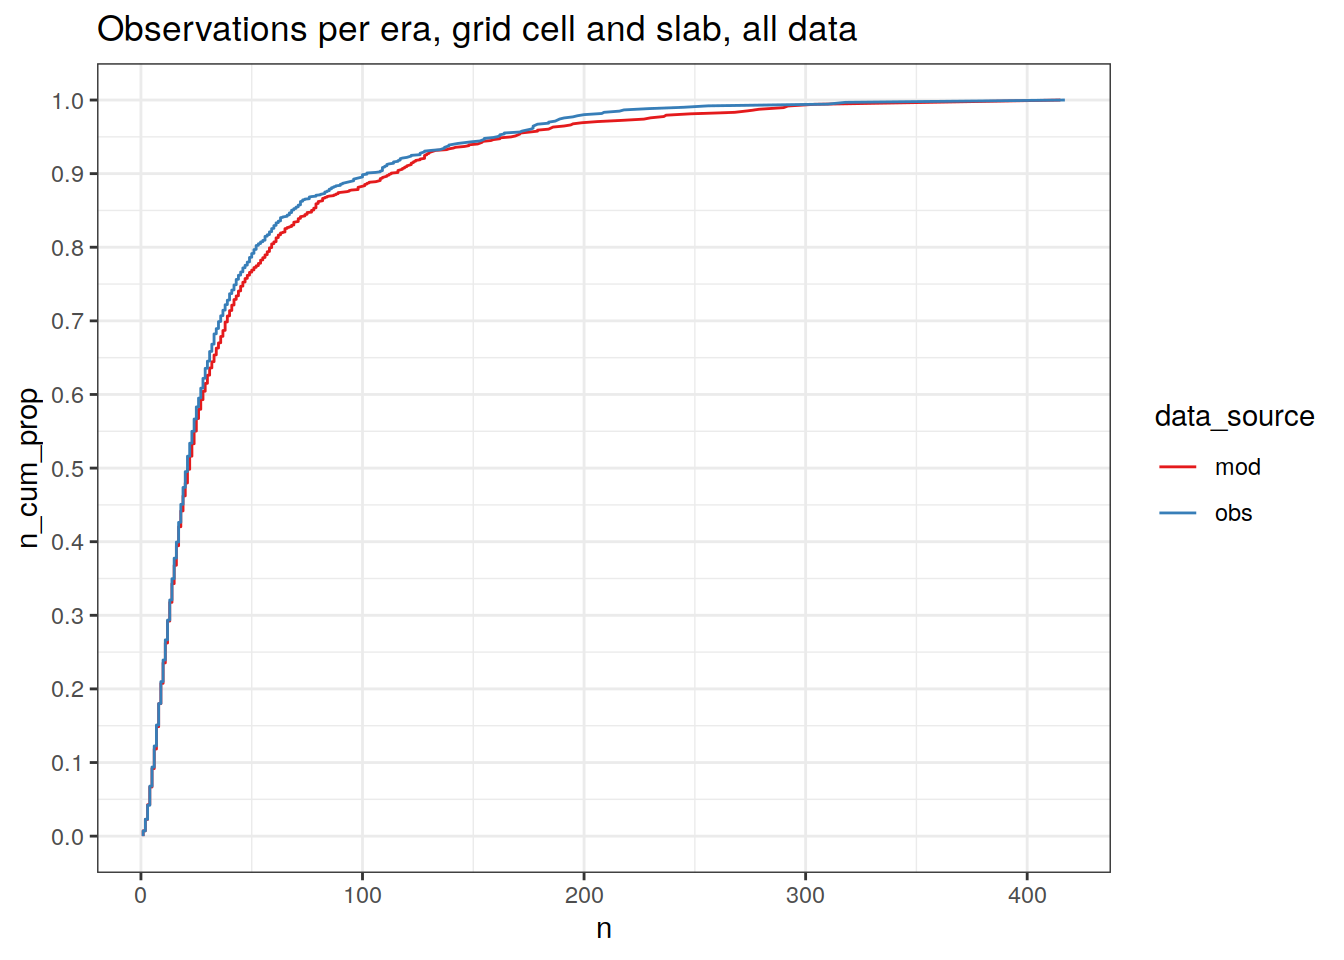 Observations per era, grid cell and slab, all data
n_cum_prop
1.0
0.9
0.8
0.7
0.6
0.5
0.4
0.3
0.2
0.1
0.0
0 100 200 300 400
n
data_source
mod
obs